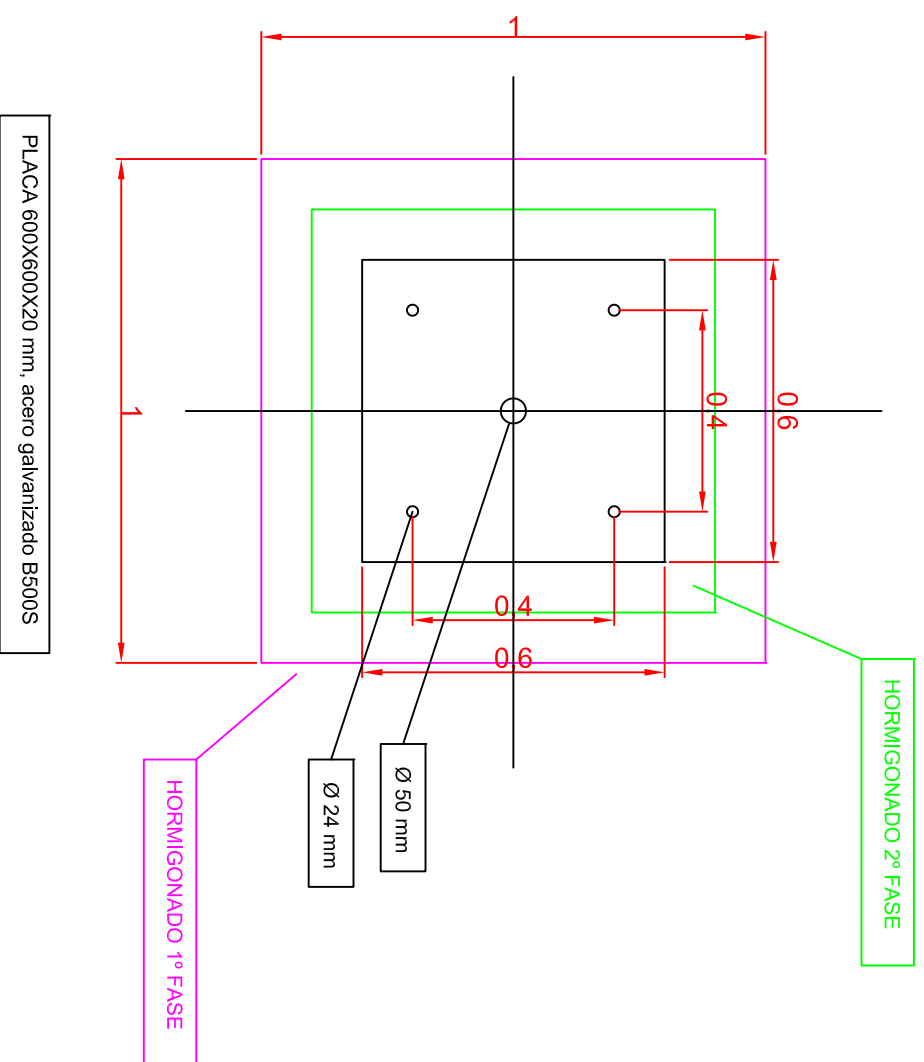 1
1
0.6
0.4
0.4
0.6
HORMIGONADO 2º FASE
Ø 50 mm
Ø 24 mm
HORMIGONADO 1º FASE
PLACA 600X600X20 mm, acero galvanizado B500S